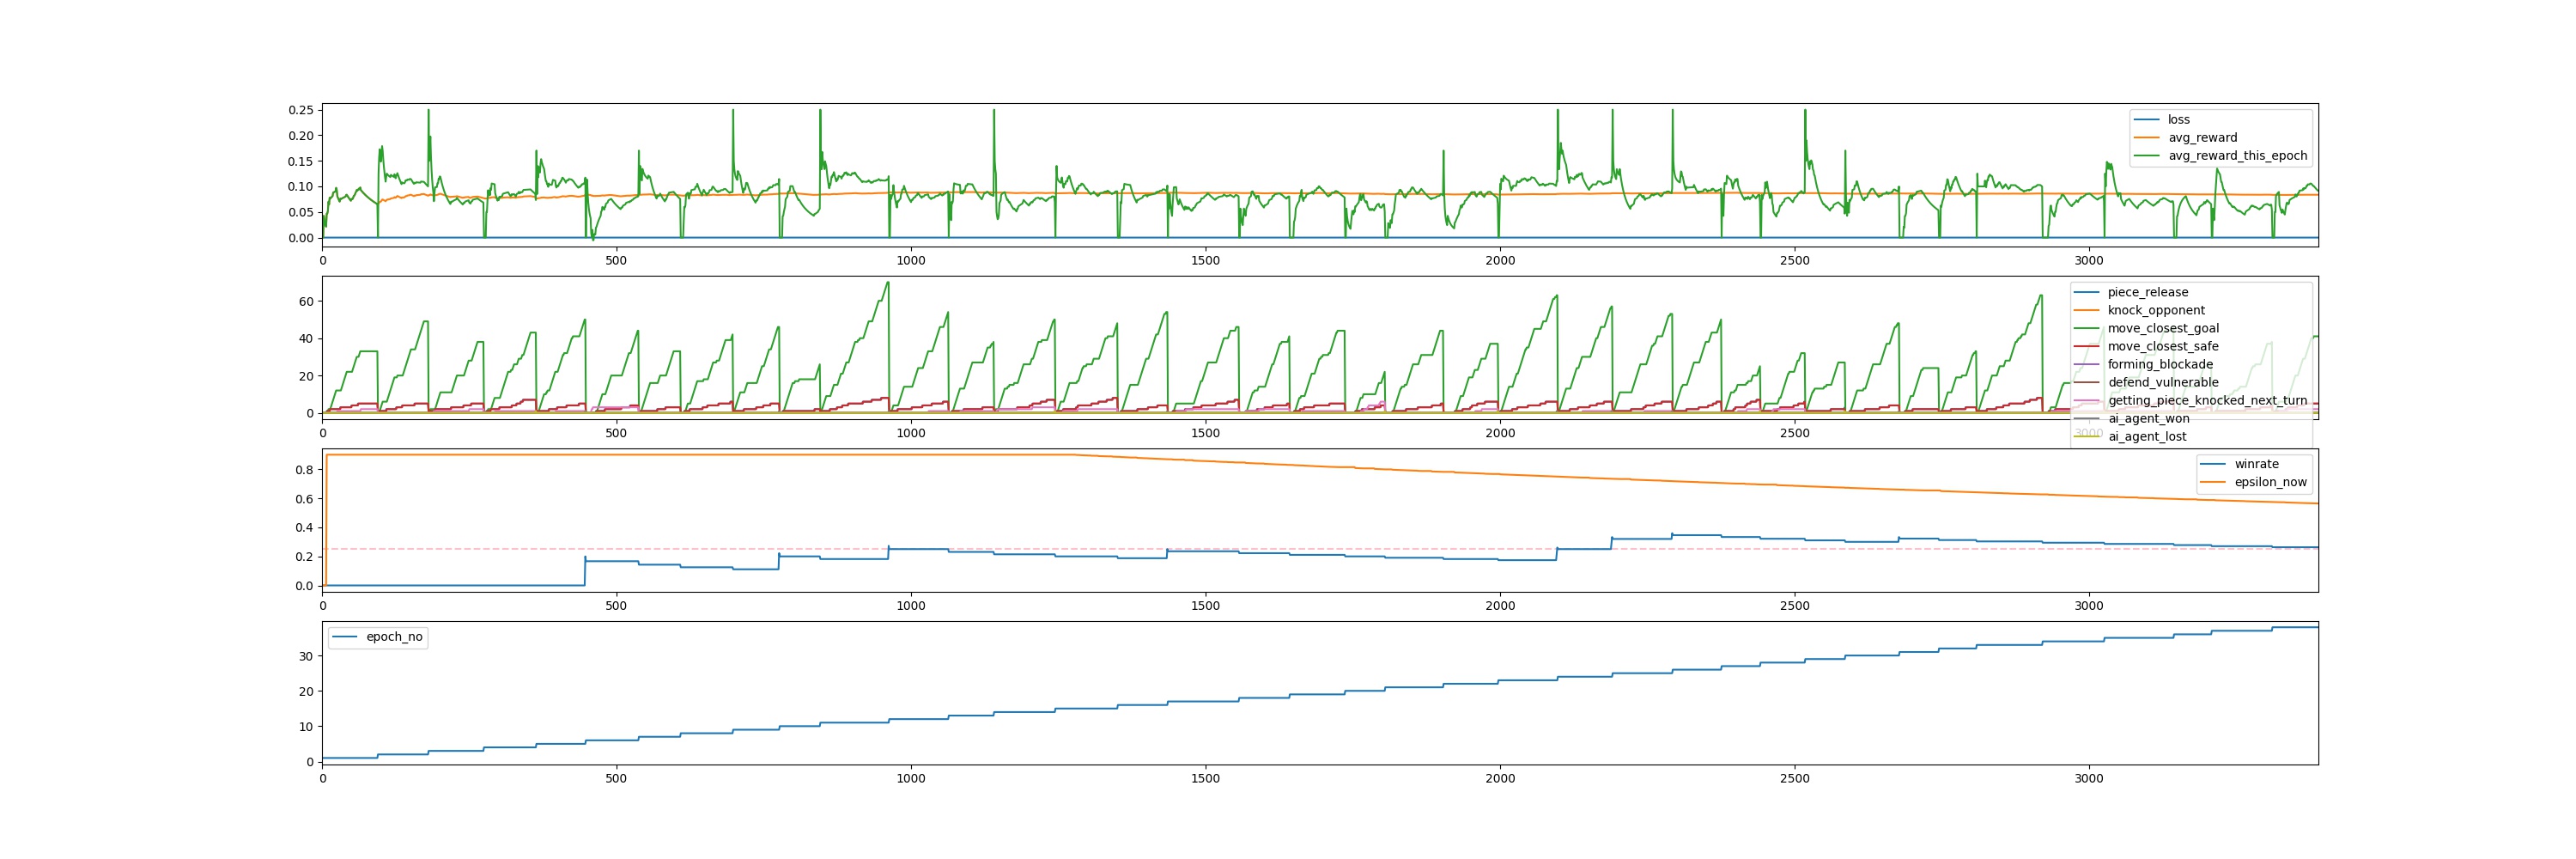 0.25
0.20
0.15
0.10
0.05
0.00
loss
avg_reward
avg_reward_this_epoch
0 500 1000 1500 2000 2500 3000
60
40
20
0
piece_release
knock_opponent
move_closest_goal
move_closest_safe
forming_blockade
defend_vulnerable
getting_piece_knocked_next_turn
ai_agent_won
ai_agent_lost
0 500 1000 1500 2000 2500 3000
0.8
0.6
0.4
0.2
0.0
winrate
epsilon_now
0 500 1000 1500 2000 2500 3000
epoch_no
30
20
10
0
0 500 1000 1500 2000 2500 3000